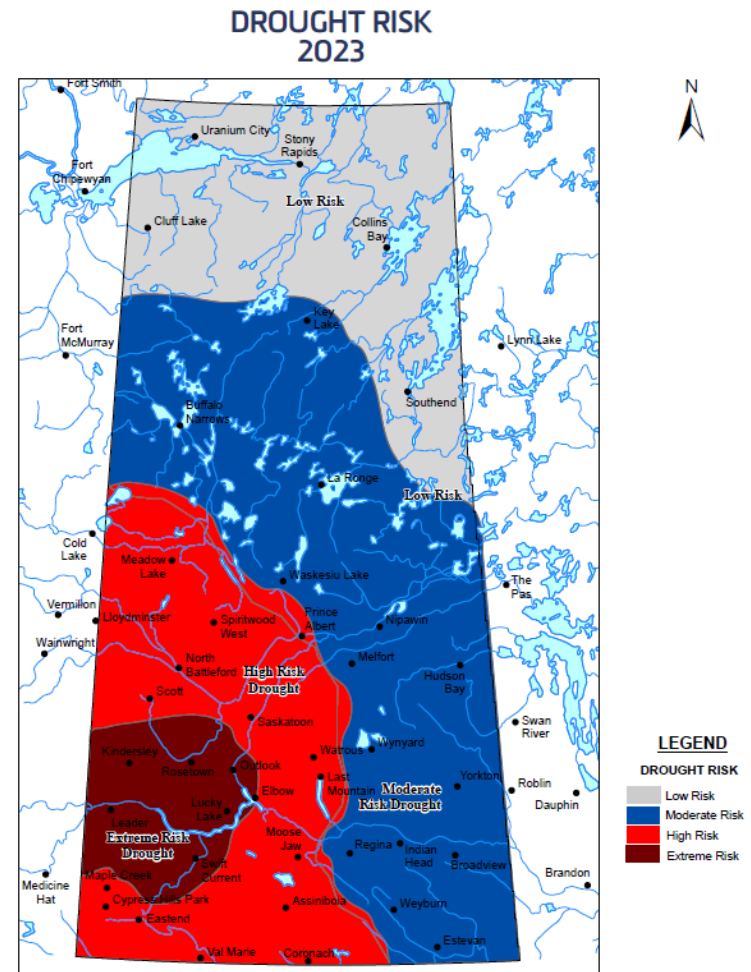 DROUGHT RISK
2023
N
Fort Smith
Uranium City
Stony
Rapids
Fort
Chipewyan
Low Risk
Cluff Lake
Collins
Bay
Key
Lake
Fort
McMurray
Lynn Lake
Southend
Buffalo
Narrows
La Ronge
Low Risk
Cold
Lake
Meadow
Lake
Waskesiu Lake
The
Pas
Vermilion
Lloydminster
Spiritwood
West
Prince
Albert
Nipawin
Wainwright
North
Battleford
High Risk
Drought
Melfort
Hudson
Bay
Scott
Saskatoon
Swan
River
Kindersley
Rosetown
Outlook
Watrous
Wynyard
Elbow
Last
Mountain
Moderate
Risk Drought
Yorkton
Roblin
Dauphin
Leader
Lucky
Lake
Extreme Risk
Drought
Moose
Jaw
Regina
Indian
Head
Broadview
Swift
Current
Medicine
Hat
Maple Creek
Brandon
Cypress Hills Park
Assiniboia
Weyburn
Eastend
Val Marie
Coronach
Estevan
LEGEND
DROUGHT RISK
Low Risk
Moderate Risk
High Risk
Extreme Risk